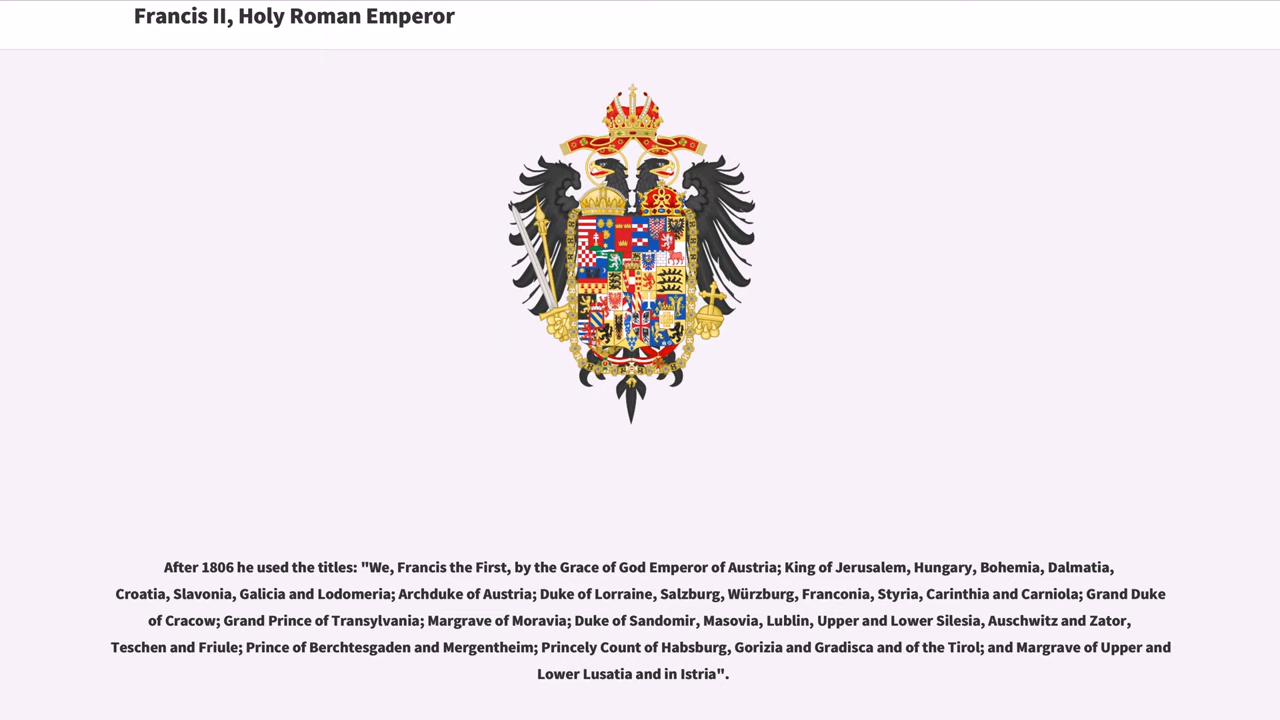 Francis II, Holy Roman Emperor
After 1806 he used the titles: "We, Francis the First, by the Grace of God Emperor of Austria; King of Jerusalem, Hungary, Bohemia, Dalmatia,
Croatia, Slavonia, Galicia and Lodomeria; Archduke of Austria; Duke of Lorraine, Salzburg, Würzburg, Franconia, Styria, Carinthia and Carniola; Grand Duke
of Cracow; Grand Prince of Transylvania; Margrave of Moravia; Duke of Sandomir, Masovia, Lublin, Upper and Lower Silesia, Auschwitz and Zator,
Teschen and Friule; Prince of Berchtesgaden and Mergentheim; Princely Count of Habsburg, Gorizia and Gradisca and of the Tirol; and Margrave of Upper and
Lower Lusatia and in Istria".